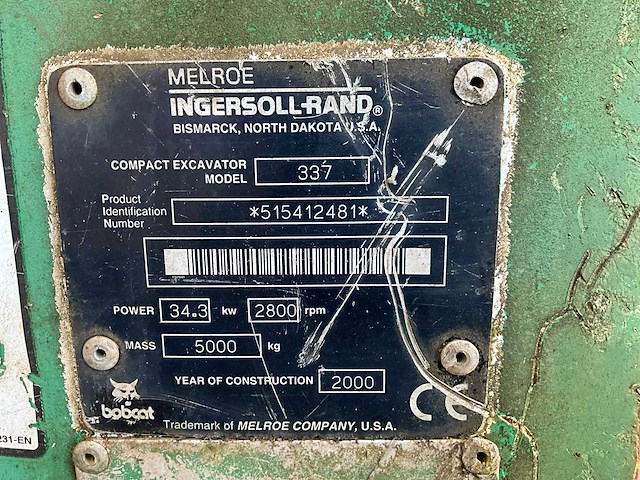 MELROE
INGERSOLL-RAND®
BISMARCK, NORTH DAKOTA U.S.A.
COMPACT EXCAVATOR
MODEL 337
Product
Identification
Number *515412481*
POWER 34.3 kw 2800 rpm
MASS 5000 kg
YEAR OF CONSTRUCTION 2000
bobcat CE
Trademark of MELROE COMPANY, U.S.A.
231-EN